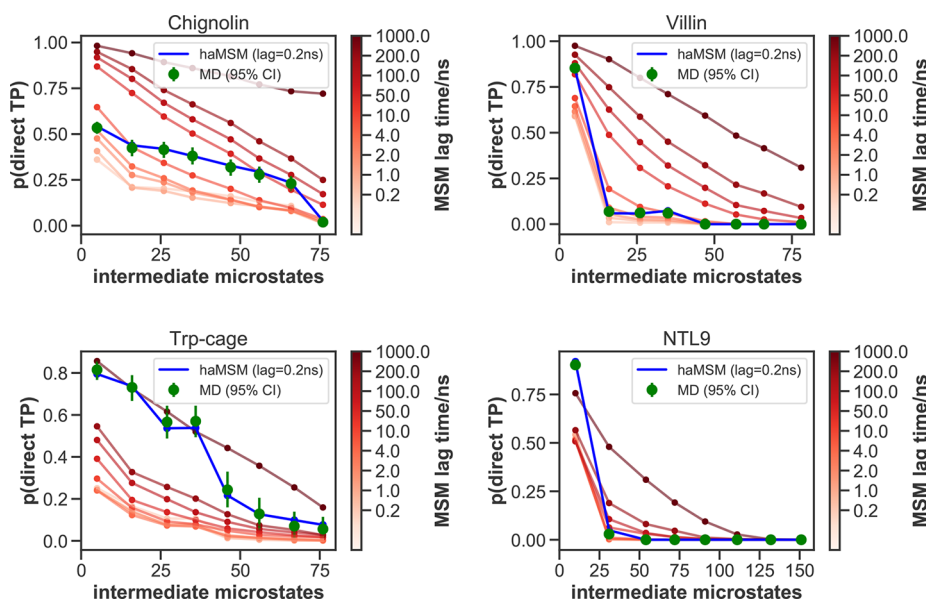 Chignolin
p(direct TP)
1.00
0.75
0.50
0.25
0.00
haMSM (lag=0.2ns)
MD (95% CI)
0 25 50 75
intermediate microstates
1000.0
200.0
100.0
50.0
10.0
4.0
2.0
1.0
0.2
MSM lag time/ns
Villin
p(direct TP)
1.00
0.75
0.50
0.25
0.00
haMSM (lag=0.2ns)
MD (95% CI)
0 25 50 75
intermediate microstates
1000.0
200.0
100.0
50.0
10.0
4.0
2.0
1.0
0.2
MSM lag time/ns
Trp-cage
p(direct TP)
0.8
0.6
0.4
0.2
0.0
haMSM (lag=0.2ns)
MD (95% CI)
0 25 50 75
intermediate microstates
1000.0
200.0
100.0
50.0
10.0
4.0
2.0
1.0
0.2
MSM lag time/ns
NTL9
p(direct TP)
0.75
0.50
0.25
0.00
haMSM (lag=0.2ns)
MD (95% CI)
0 25 50 75 100 125 150
intermediate microstates
1000.0
200.0
100.0
50.0
10.0
4.0
2.0
1.0
0.2
MSM lag time/ns